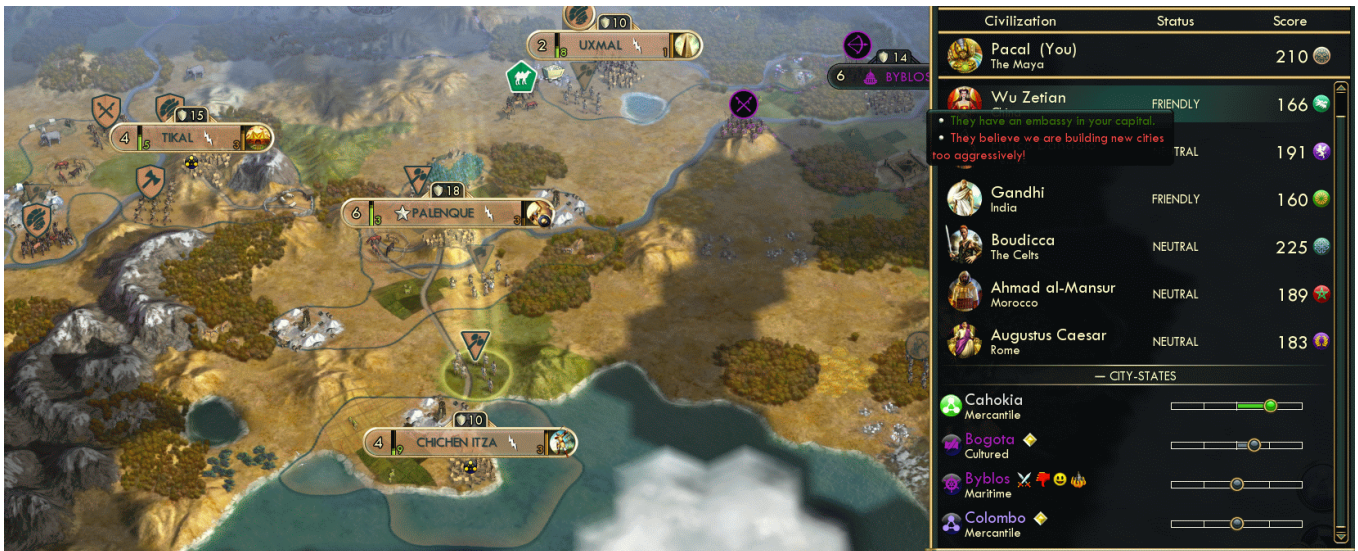 10
2 UXMAL 1
8
14
6 BYBLOS
15
4 TIKAL 3
5
18
6 PALENQUE 3
3
10
4 CHICHEN ITZA 3
9
Civilization Status Score
Pacal (You) 210
The Maya
Wu Zetian FRIENDLY 166
• They have an embassy in your capital.
• They believe we are building new cities
too aggressively!
TRAL 191
Gandhi FRIENDLY 160
India
Boudicca NEUTRAL 225
The Celts
Ahmad al-Mansur NEUTRAL 189
Morocco
Augustus Caesar NEUTRAL 183
Rome
— CITY-STATES
Cahokia
Mercantile
Bogota
Cultured
Byblos
Maritime
Colombo
Mercantile